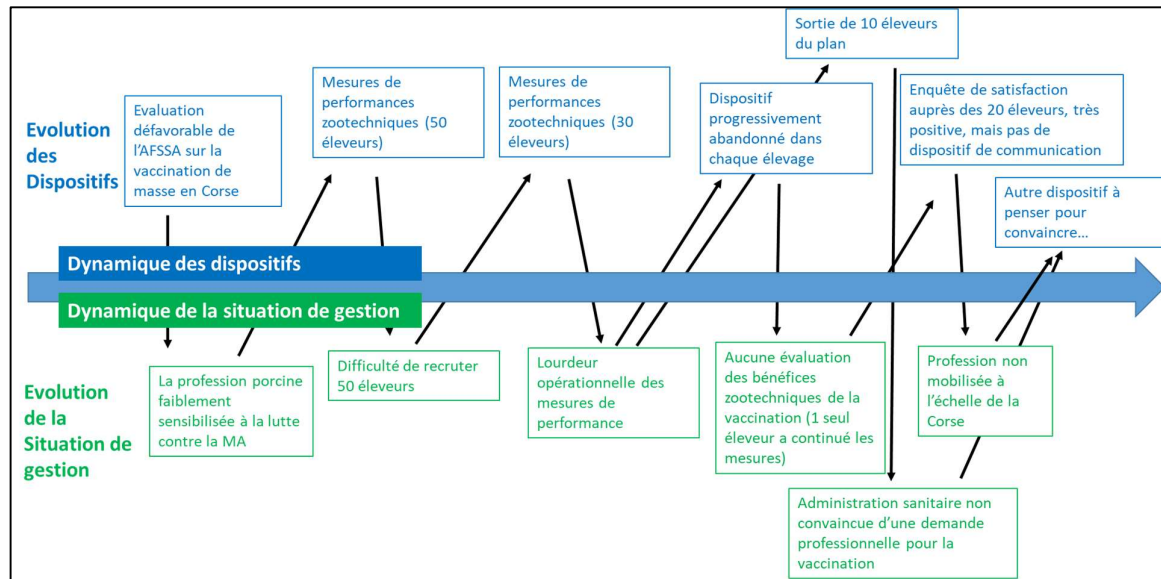 Sortie de 10 éleveurs
du plan
Evolution
des
Dispositifs
Evaluation
défavorable de
l'AFSSA sur la
vaccination de
masse en Corse
Mesures de
performances
zootechniques (50
éleveurs)
Mesures de
performances
zootechniques (30
éleveurs)
Dispositif
progressivement
abandonné dans
chaque élevage
Enquête de satisfaction
auprès des 20 éleveurs, très
positive, mais pas de
dispositif de communication
Autre dispositif à
penser pour
convaincre...
Dynamique des dispositifs
Dynamique de la situation de gestion
Evolution
de la
Situation de
gestion
La profession porcine
faiblement
sensibilisée à la lutte
contre la MA
Difficulté de recruter
50 éleveurs
Lourdeur
opérationnelle des
mesures de
performance
Aucune évaluation
des bénéfices
zootechniques de la
vaccination (1 seul
éleveur a continué les
mesures)
Profession non
mobilisée à
l'échelle de la
Corse
Administration sanitaire non
convaincue d'une demande
professionnelle pour la
vaccination